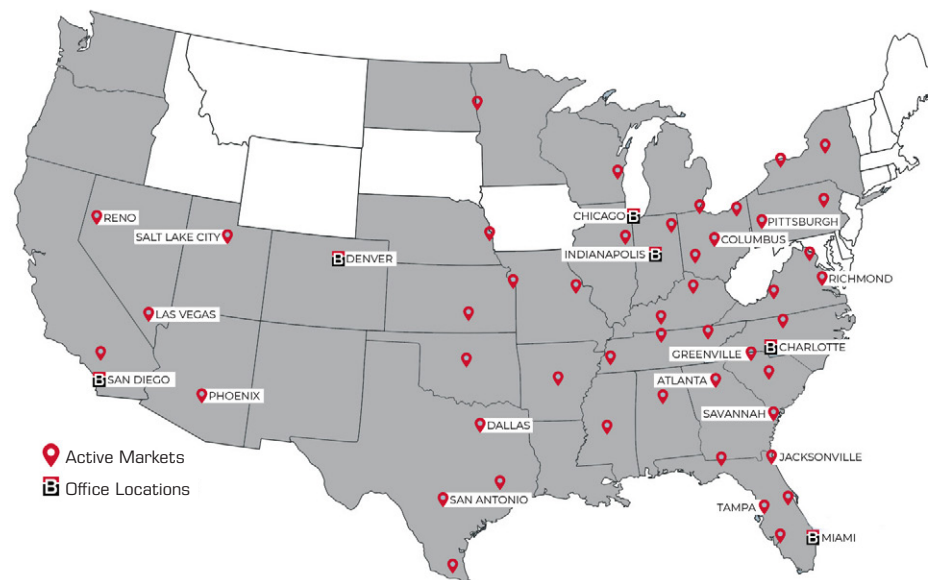 CHICAGO B
PITTSBURGH
RENO
SALT LAKE CITY
COLUMBUS
INDIANAPOLIS B
B DENVER
RICHMOND
LAS VEGAS
GREENVILLE
B CHARLOTTE
B SAN DIEGO
ATLANTA
PHOENIX
SAVANNAH
DALLAS
Active Markets
JACKSONVILLE
B Office Locations
SAN ANTONIO
TAMPA
B MIAMI